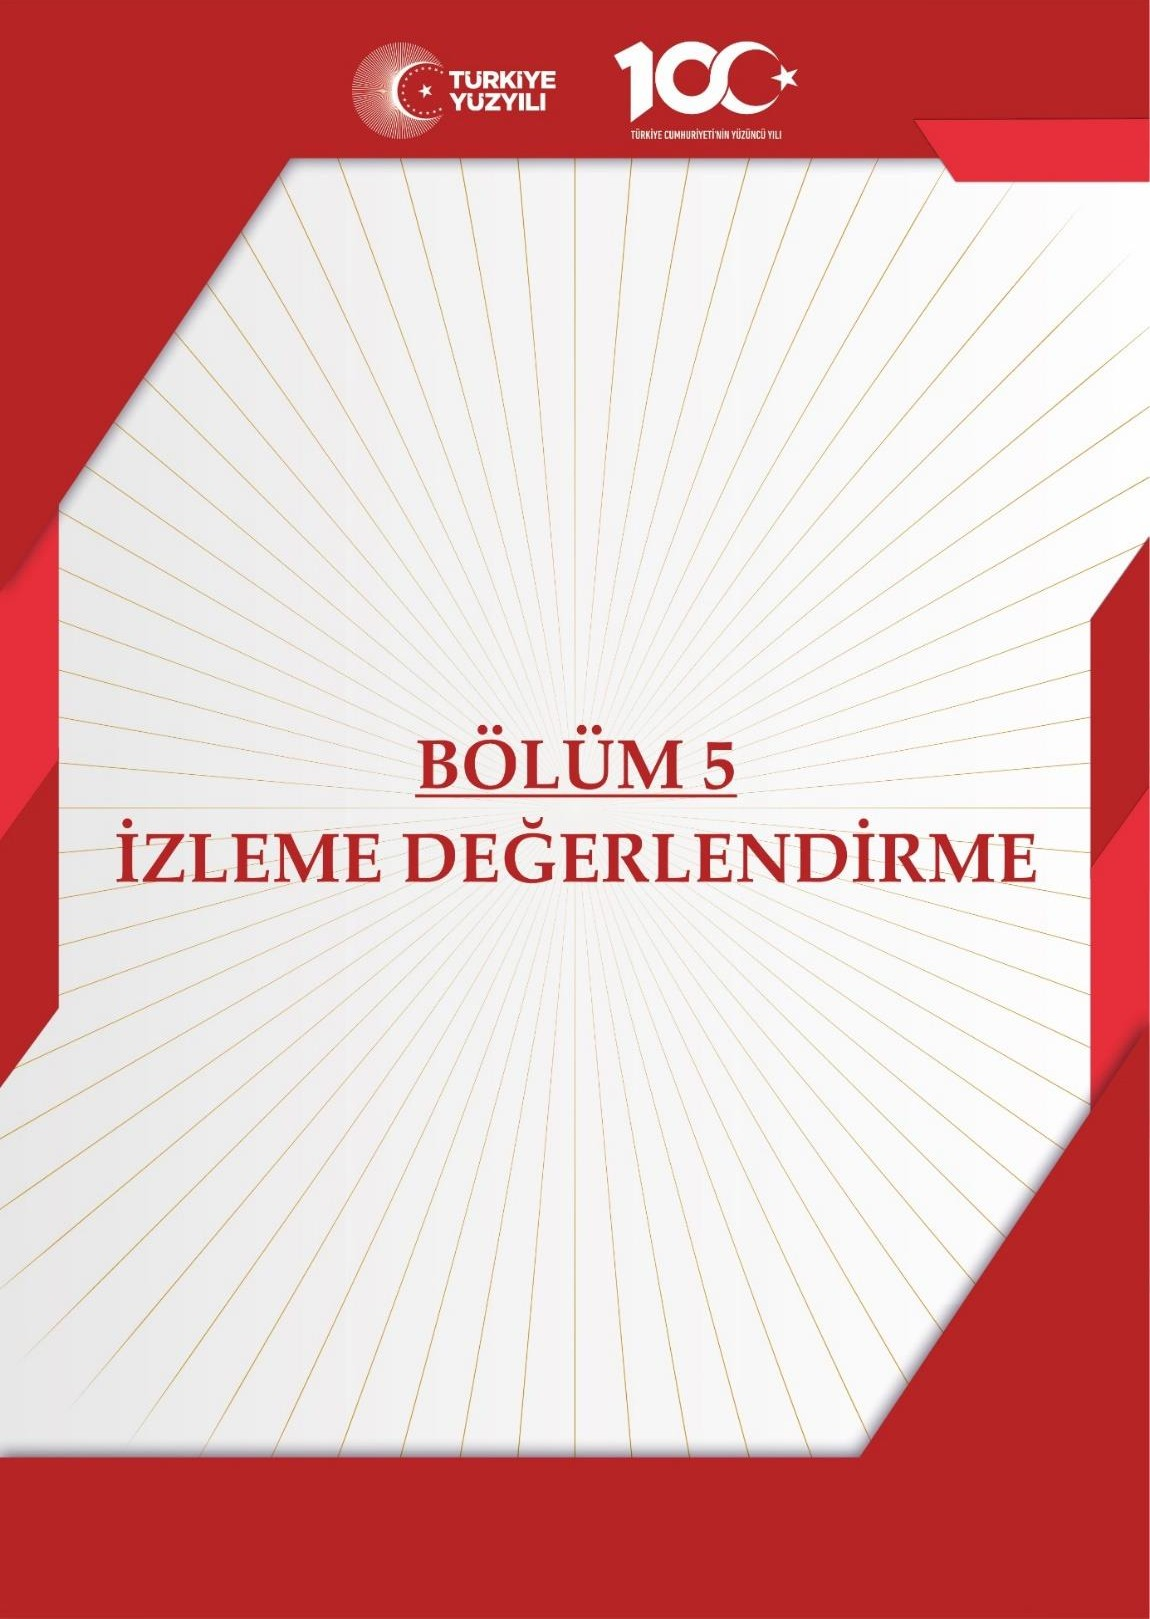 TÜRKİYE
YÜZYILI
100
TÜRKİYE CUMHURİYETİ'NİN YÜZÜNCÜ YILI
BÖLÜM 5
İZLEME DEĞERLENDİRME